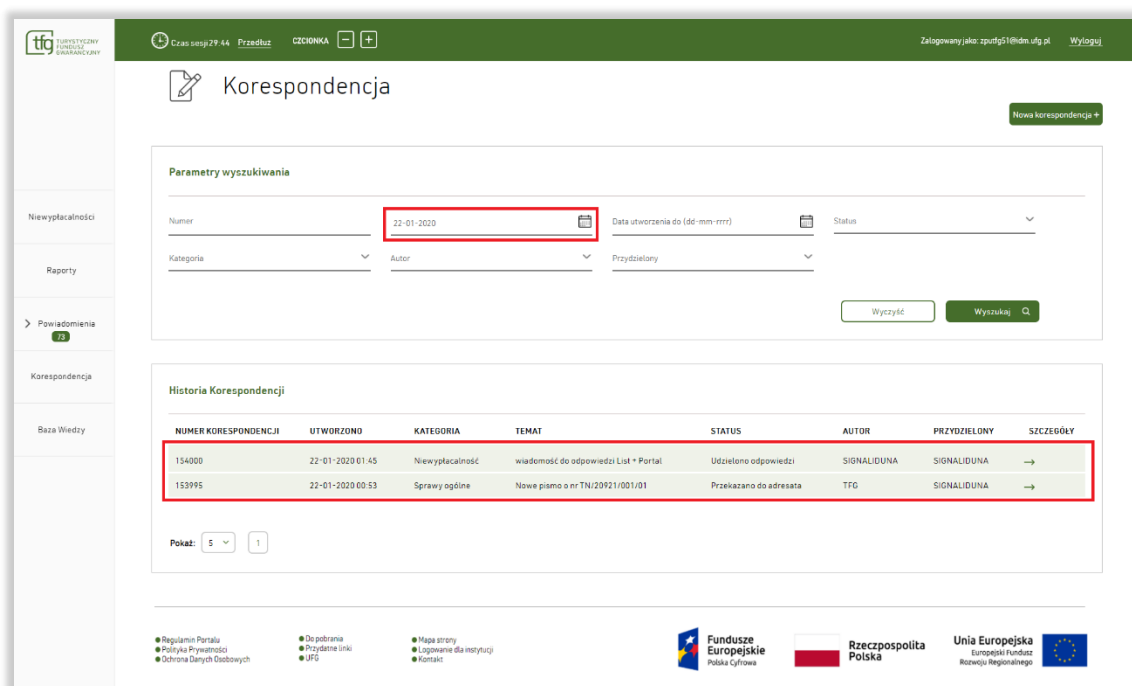 tfg TURYSTYCZNY FUNDUSZ GWARANCYJNY
Czas sesji 29:44 Przedłuż CZCIONKA − +
Zalogowany jako: zputfg51@idm.ufg.pl Wyloguj
Korespondencja
Nowa korespondencja +
Niewypłacalności
Raporty
Powiadomienia
73
Korespondencja
Baza Wiedzy
Parametry wyszukiwania
Numer 22-01-2020 Data utworzenia do (dd-mm-rrrr) Status
Kategoria Autor Przydzielony
Wyczyść Wyszukaj
Historia Korespondencji
NUMER KORESPONDENCJI UTWORZONO KATEGORIA TEMAT STATUS AUTOR PRZYDZIELONY SZCZEGÓŁY
154000 22-01-2020 01:45 Niewypłacalność wiadomość do odpowiedzi List + Portal Udzielono odpowiedzi SIGNALIDUNA SIGNALIDUNA →
153995 22-01-2020 00:53 Sprawy ogólne Nowe pismo o nr TN/20921/001/01 Przekazano do adresata TFG SIGNALIDUNA →
Pokaż: 5 1
Regulamin Portalu
Polityka Prywatności
Ochrona Danych Osobowych
Do pobrania
Przydatne linki
UFG
Mapa strony
Logowanie dla instytucji
Kontakt
Fundusze
Europejskie
Polska Cyfrowa
Rzeczpospolita
Polska
Unia Europejska
Europejski Fundusz
Rozwoju Regionalnego